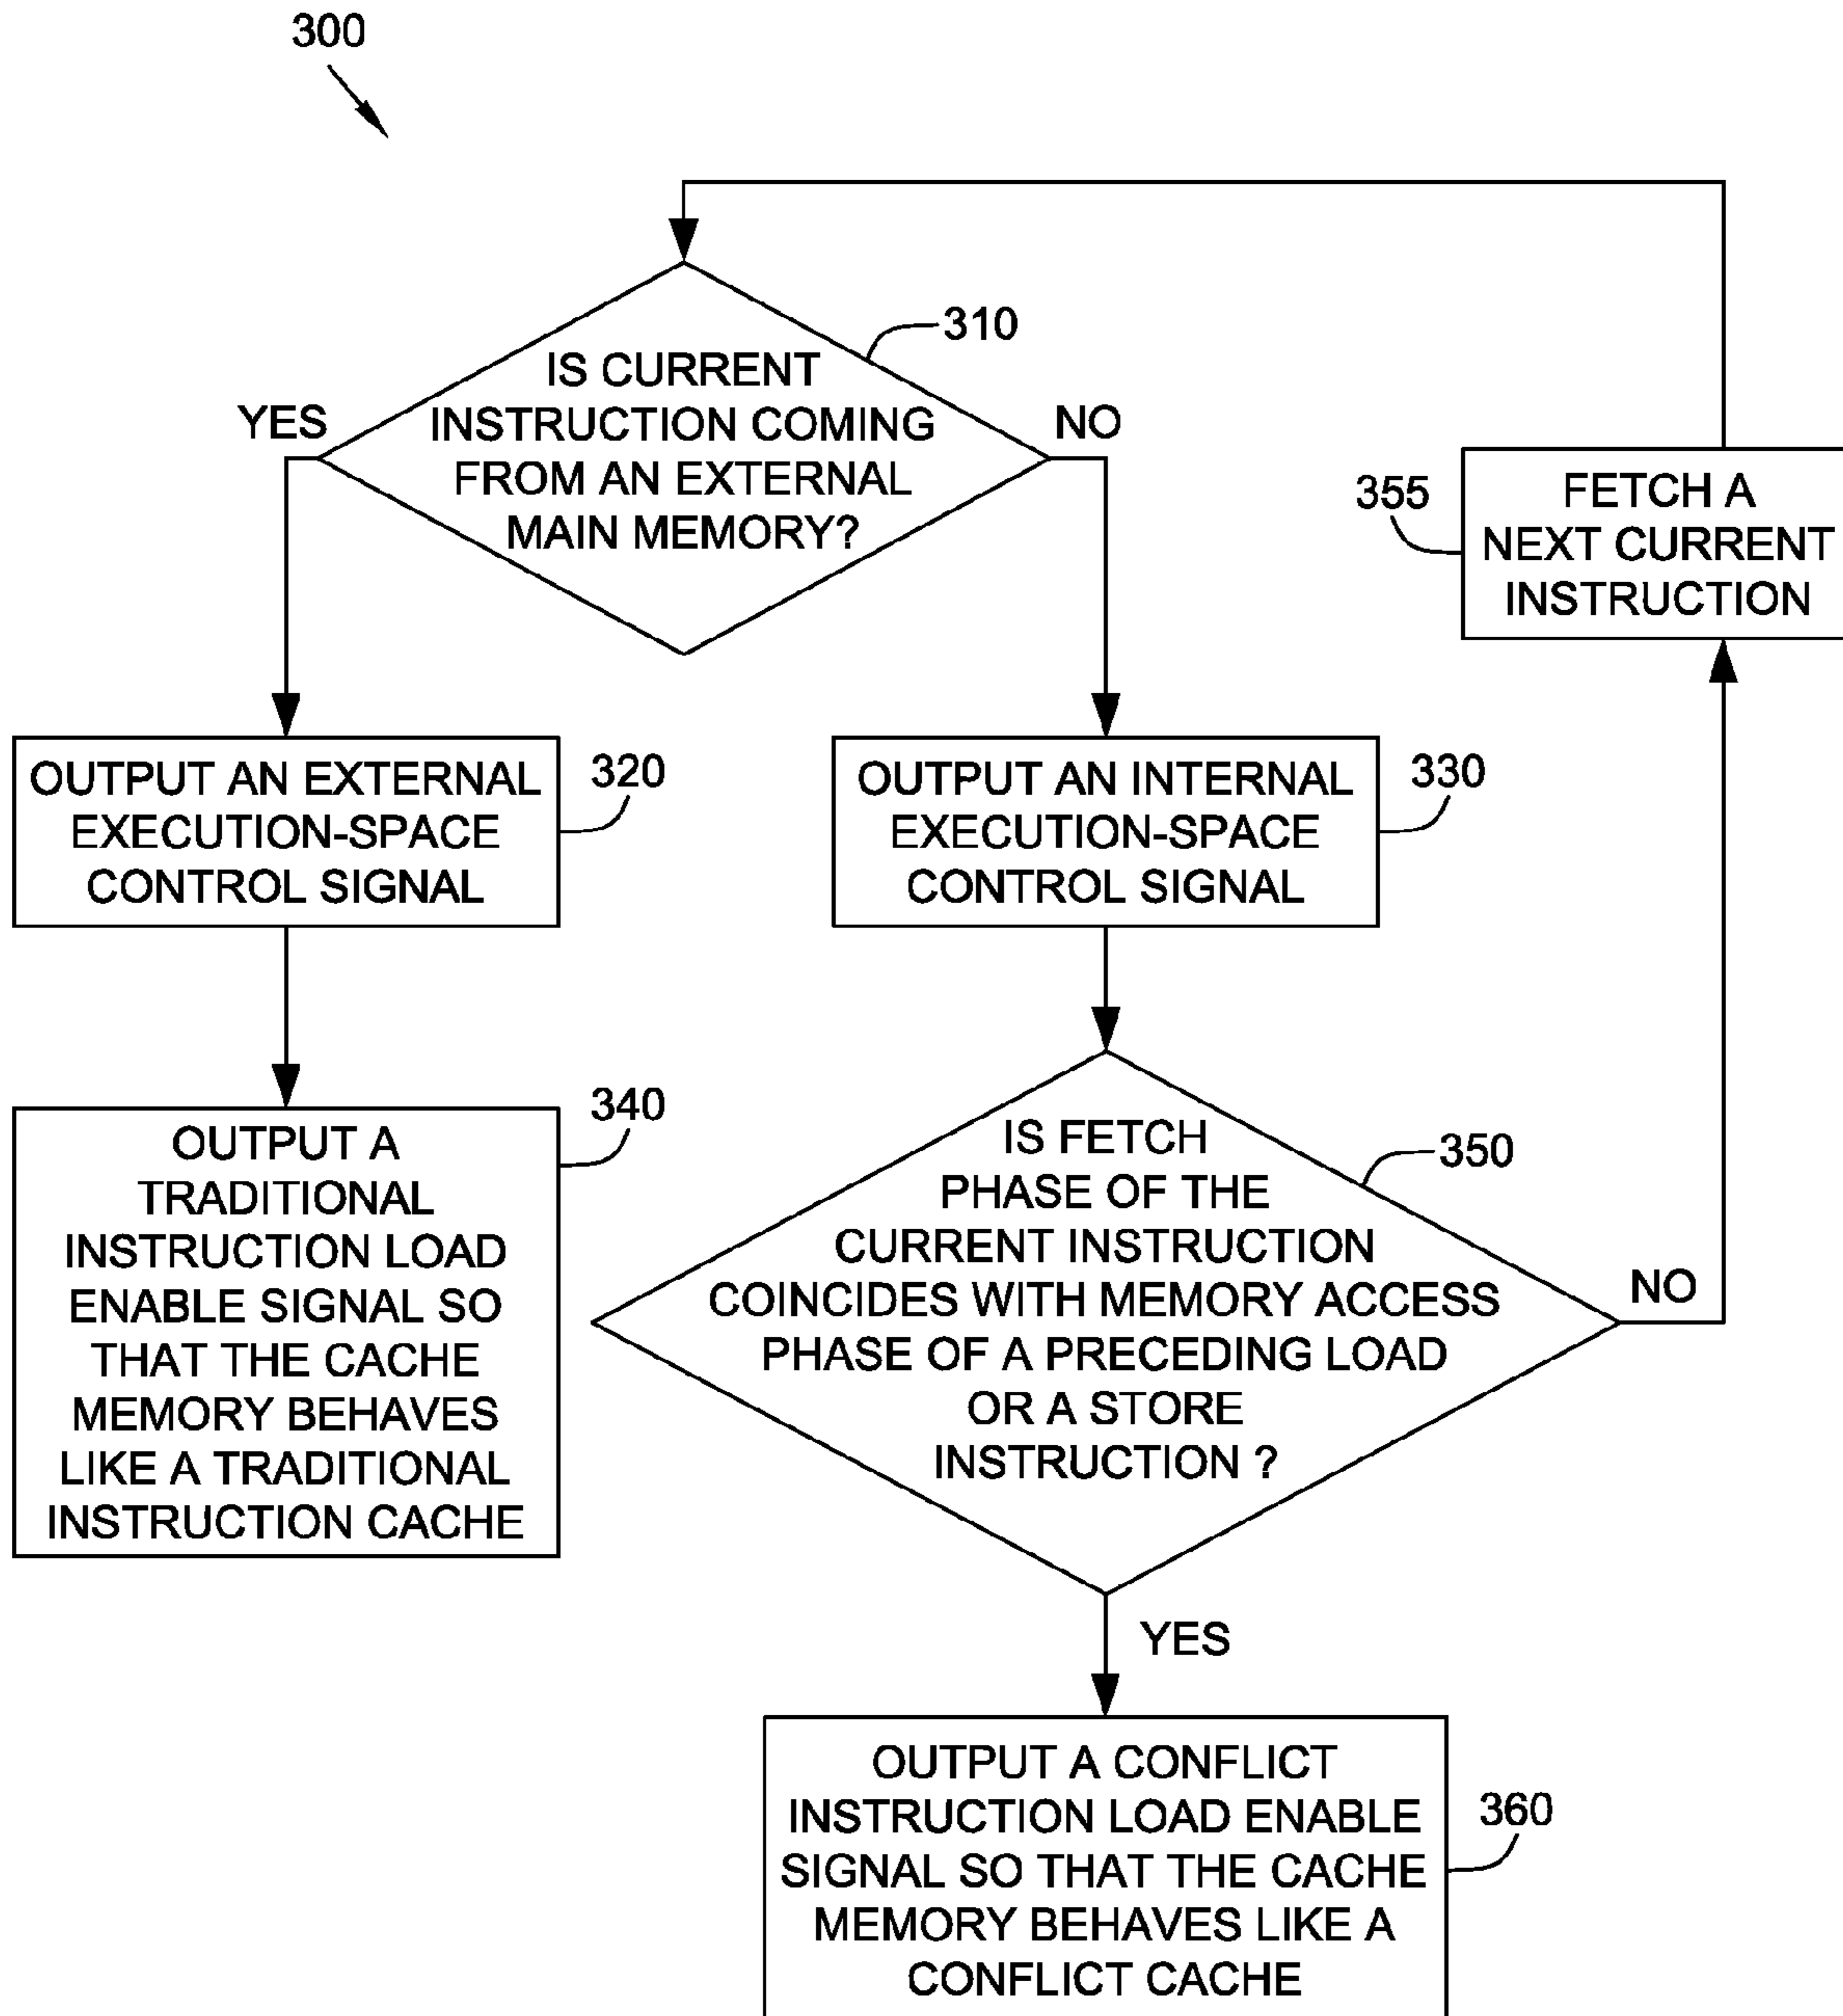 300
310
IS CURRENT
INSTRUCTION COMING
FROM AN EXTERNAL
MAIN MEMORY?
YES
NO
355
FETCH A
NEXT CURRENT
INSTRUCTION
OUTPUT AN EXTERNAL
EXECUTION-SPACE
CONTROL SIGNAL
320
OUTPUT AN INTERNAL
EXECUTION-SPACE
CONTROL SIGNAL
330
OUTPUT A
TRADITIONAL
INSTRUCTION LOAD
ENABLE SIGNAL SO
THAT THE CACHE
MEMORY BEHAVES
LIKE A TRADITIONAL
INSTRUCTION CACHE
340
IS FETCH
PHASE OF THE
CURRENT INSTRUCTION
COINCIDES WITH MEMORY ACCESS
PHASE OF A PRECEDING LOAD
OR A STORE
INSTRUCTION ?
350
NO
YES
OUTPUT A CONFLICT
INSTRUCTION LOAD ENABLE
SIGNAL SO THAT THE CACHE
MEMORY BEHAVES LIKE A
CONFLICT CACHE
360